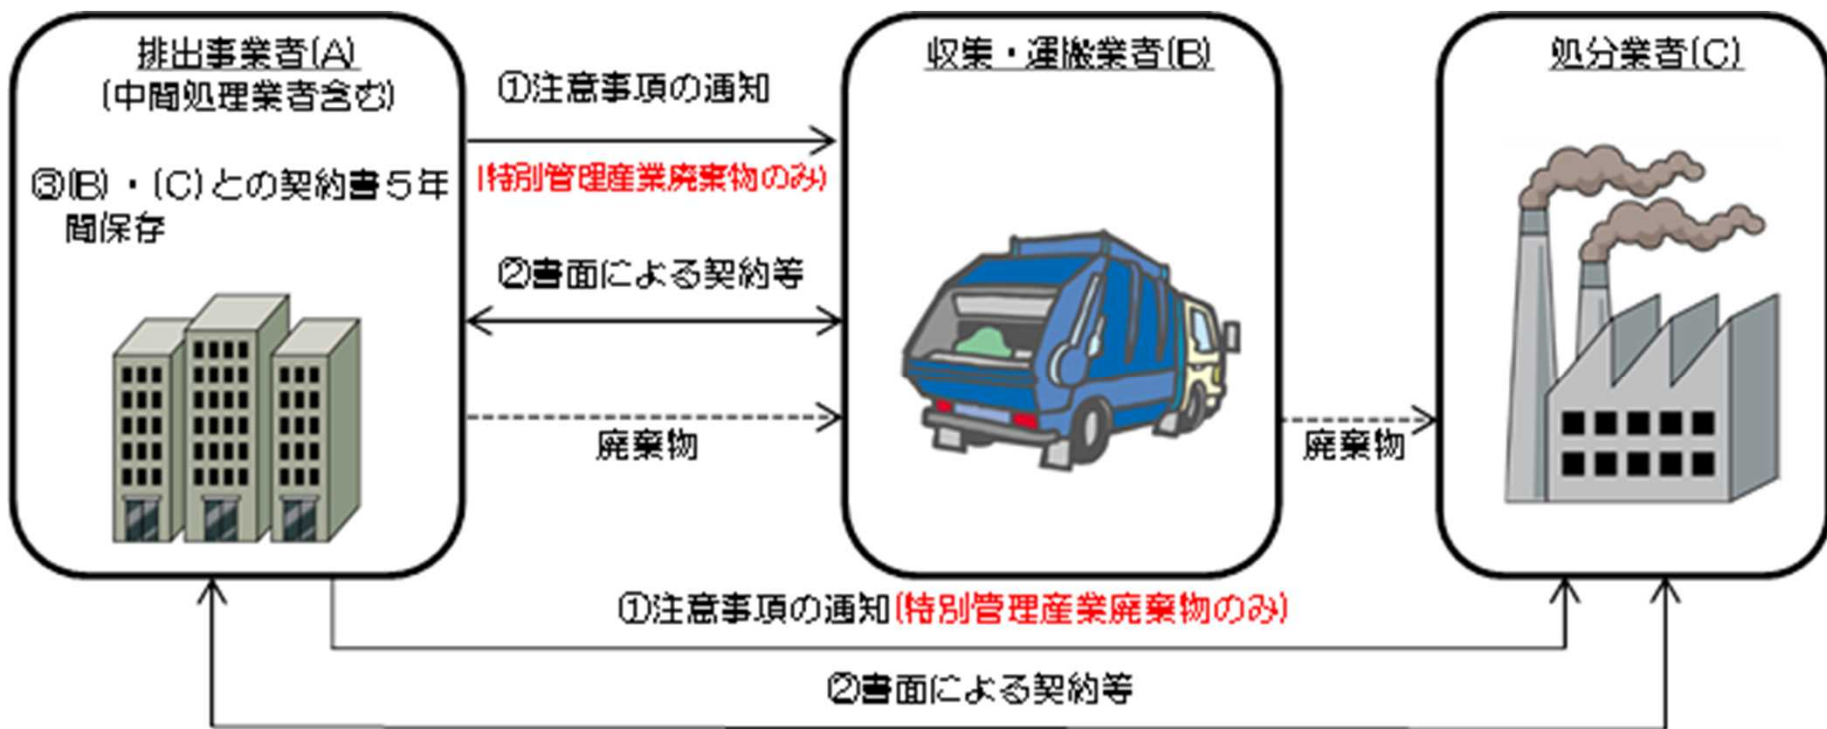 排出事業者(A)
(中間処理業者含む)
③(B)・(C)との契約書５年
間保存
①注意事項の通知
(特別管理産業廃棄物のみ)
②書面による契約等
廃棄物
収集・運搬業者(B)
廃棄物
処分業者(C)
①注意事項の通知(特別管理産業廃棄物のみ)
②書面による契約等